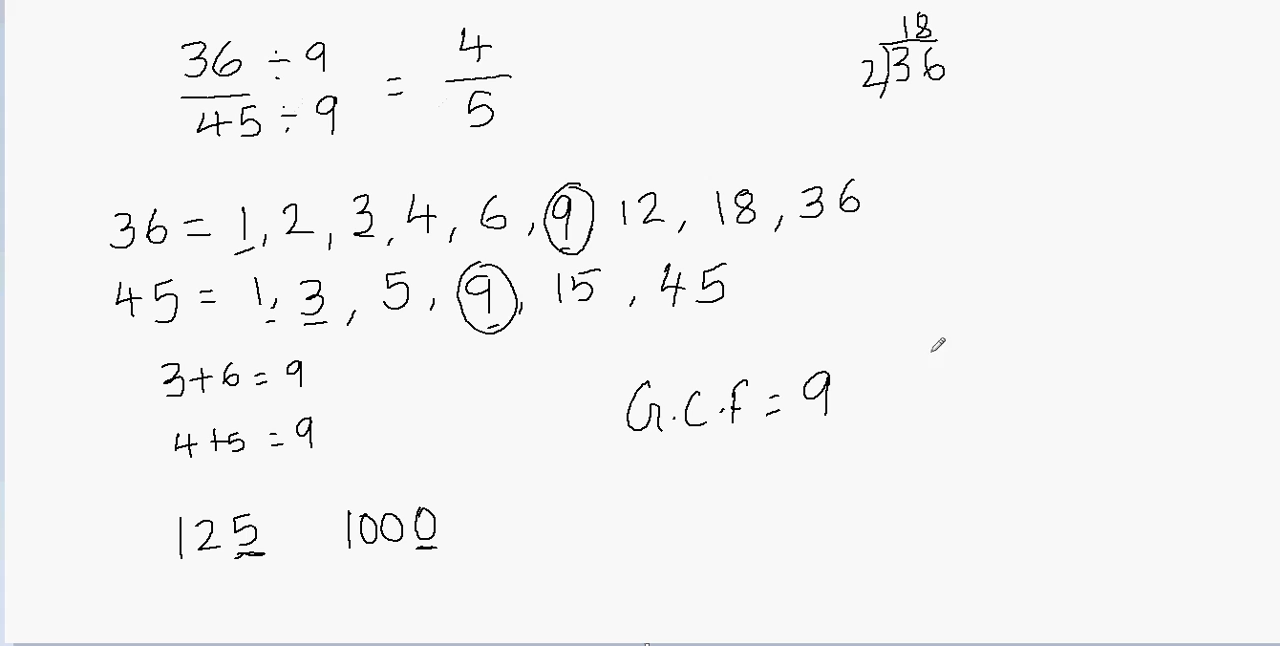 36 ÷ 9 = 4
45 ÷ 9 5
18
2)36
36 = 1, 2, 3, 4, 6, 9 12, 18, 36
45 = 1, 3, 5, 9, 15, 45
3+6 = 9
4+5 = 9
G.C.F = 9
125 1000